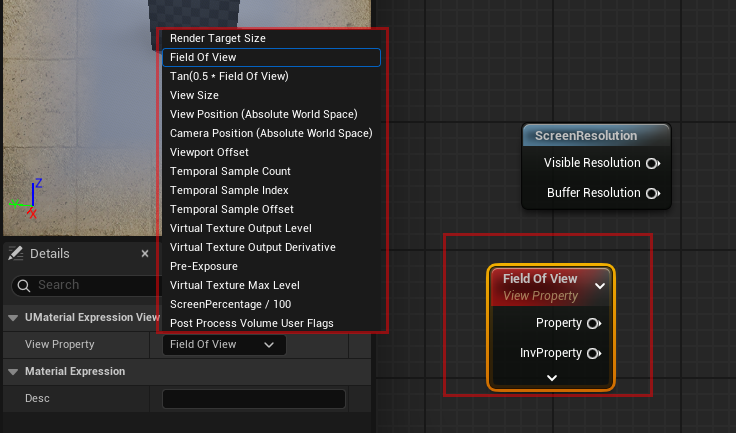 Render Target Size
Field Of View
Tan(0.5 * Field Of View)
View Size
View Position (Absolute World Space)
Camera Position (Absolute World Space)
Viewport Offset
Temporal Sample Count
Temporal Sample Index
Temporal Sample Offset
Virtual Texture Output Level
Virtual Texture Output Derivative
Pre-Exposure
Virtual Texture Max Level
ScreenPercentage / 100
Post Process Volume User Flags
Z
Y
X
Details
Search
UMaterial Expression View
View Property
Field Of View
Material Expression
Desc
ScreenResolution
Visible Resolution
Buffer Resolution
Field Of View
View Property
Property
InvProperty